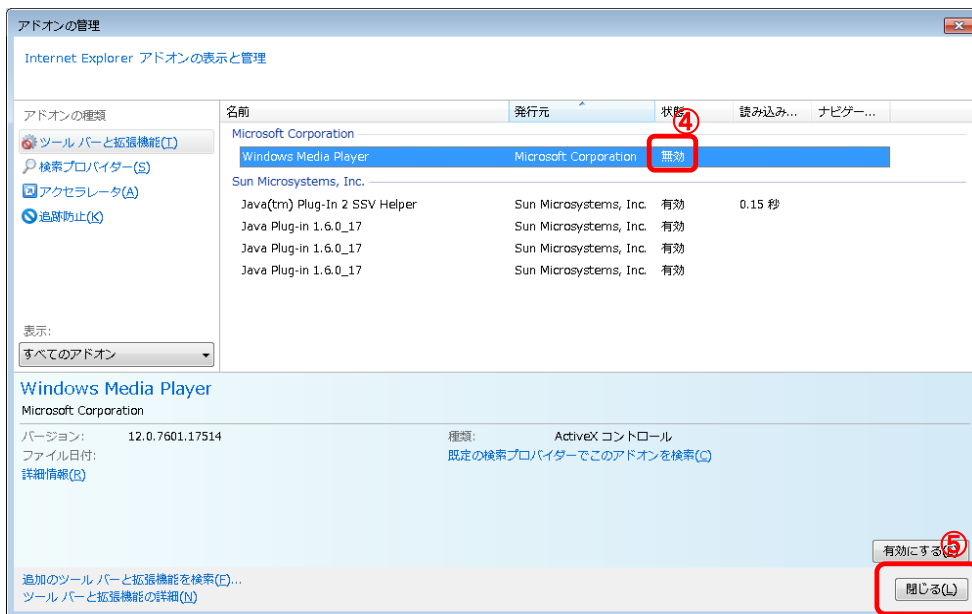 アドオンの管理
Internet Explorer アドオンの表示と管理
アドオンの種類
ツール バーと拡張機能(T)
検索プロバイダー(S)
アクセラレータ(A)
追跡防止(K)
表示:
すべてのアドオン
名前 発行元 状態 読み込み... ナビゲー...
④
Microsoft Corporation
Windows Media Player Microsoft Corporation 無効
Sun Microsystems, Inc.
Java(tm) Plug-In 2 SSV Helper Sun Microsystems, Inc. 有効 0.15 秒
Java Plug-in 1.6.0_17 Sun Microsystems, Inc. 有効
Java Plug-in 1.6.0_17 Sun Microsystems, Inc. 有効
Java Plug-in 1.6.0_17 Sun Microsystems, Inc. 有効
Windows Media Player
Microsoft Corporation
バージョン: 12.0.7601.17514 種類: ActiveX コントロール
ファイル日付: 既定の検索プロバイダーでこのアドオンを検索(C)
詳細情報(R)
有効にする
⑤
追加のツール バーと拡張機能を検索(F)...
ツール バーと拡張機能の詳細(N)
閉じる(L)